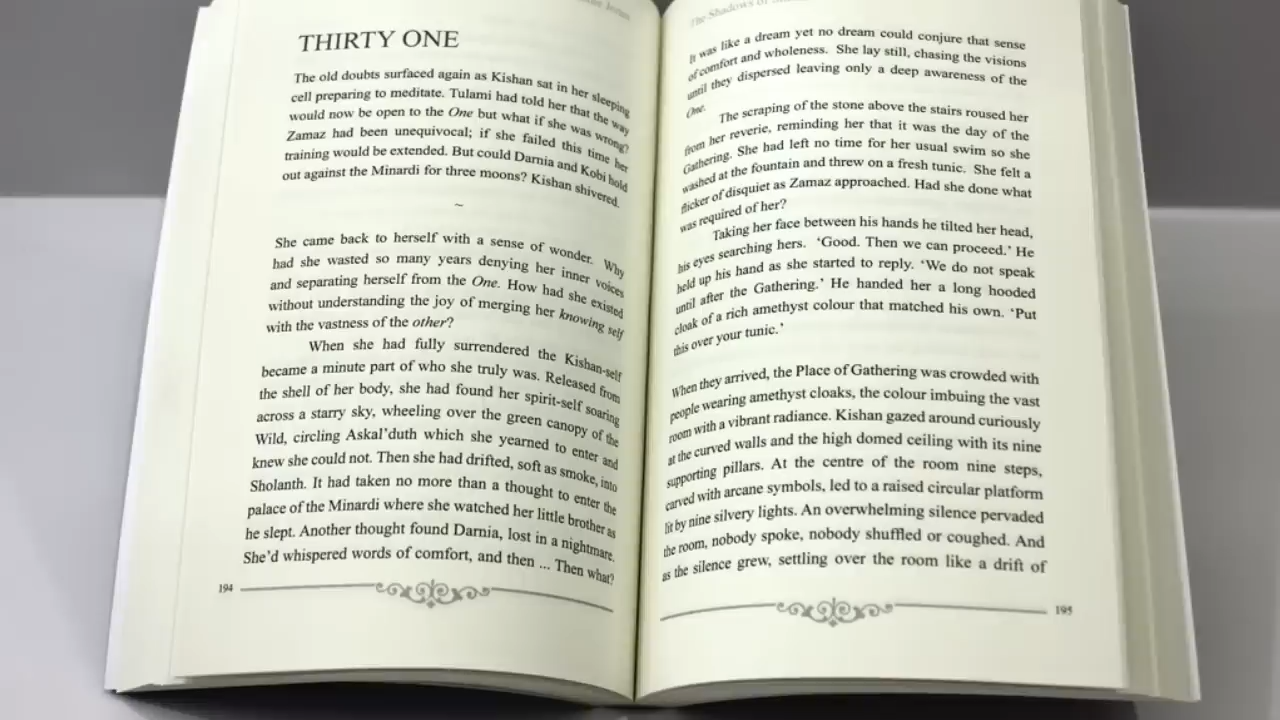 THIRTY ONE
The old doubts surfaced again as Kishan sat in her sleeping
cell preparing to meditate. Tulami had told her that the way
would now be open to the One but what if she was wrong?
Zamaz had been unequivocal; if she failed this time her
training would be extended. But could Darnia and Kobi hold
out against the Minardi for three moons? Kishan shivered.
~
She came back to herself with a sense of wonder. Why
had she wasted so many years denying her inner voices
and separating herself from the One. How had she existed
without understanding the joy of merging her knowing self
with the vastness of the other?
When she had fully surrendered the Kishan-self
became a minute part of who she truly was. Released from
the shell of her body, she had found her spirit-self soaring
across a starry sky, wheeling over the green canopy of the
Wild, circling Askal’duth which she yearned to enter and
knew she could not. Then she had drifted, soft as smoke, into
Sholanth. It had taken no more than a thought to enter the
palace of the Minardi where she watched her little brother as
he slept. Another thought found Darnia, lost in a nightmare.
She’d whispered words of comfort, and then ... Then what?
194
The Shadows of
It was like a dream yet no dream could conjure that sense
of comfort and wholeness. She lay still, chasing the visions
until they dispersed leaving only a deep awareness of the
One.
The scraping of the stone above the stairs roused her
from her reverie, reminding her that it was the day of the
Gathering. She had left no time for her usual swim so she
washed at the fountain and threw on a fresh tunic. She felt a
flicker of disquiet as Zamaz approached. Had she done what
was required of her?
Taking her face between his hands he tilted her head,
his eyes searching hers. ‘Good. Then we can proceed.’ He
held up his hand as she started to reply. ‘We do not speak
until after the Gathering.’ He handed her a long hooded
cloak of a rich amethyst colour that matched his own. ‘Put
this over your tunic.’
When they arrived, the Place of Gathering was crowded with
people wearing amethyst cloaks, the colour imbuing the vast
room with a vibrant radiance. Kishan gazed around curiously
at the curved walls and the high domed ceiling with its nine
supporting pillars. At the centre of the room nine steps,
carved with arcane symbols, led to a raised circular platform
lit by nine silvery lights. An overwhelming silence pervaded
the room, nobody spoke, nobody shuffled or coughed. And
as the silence grew, settling over the room like a drift of
195